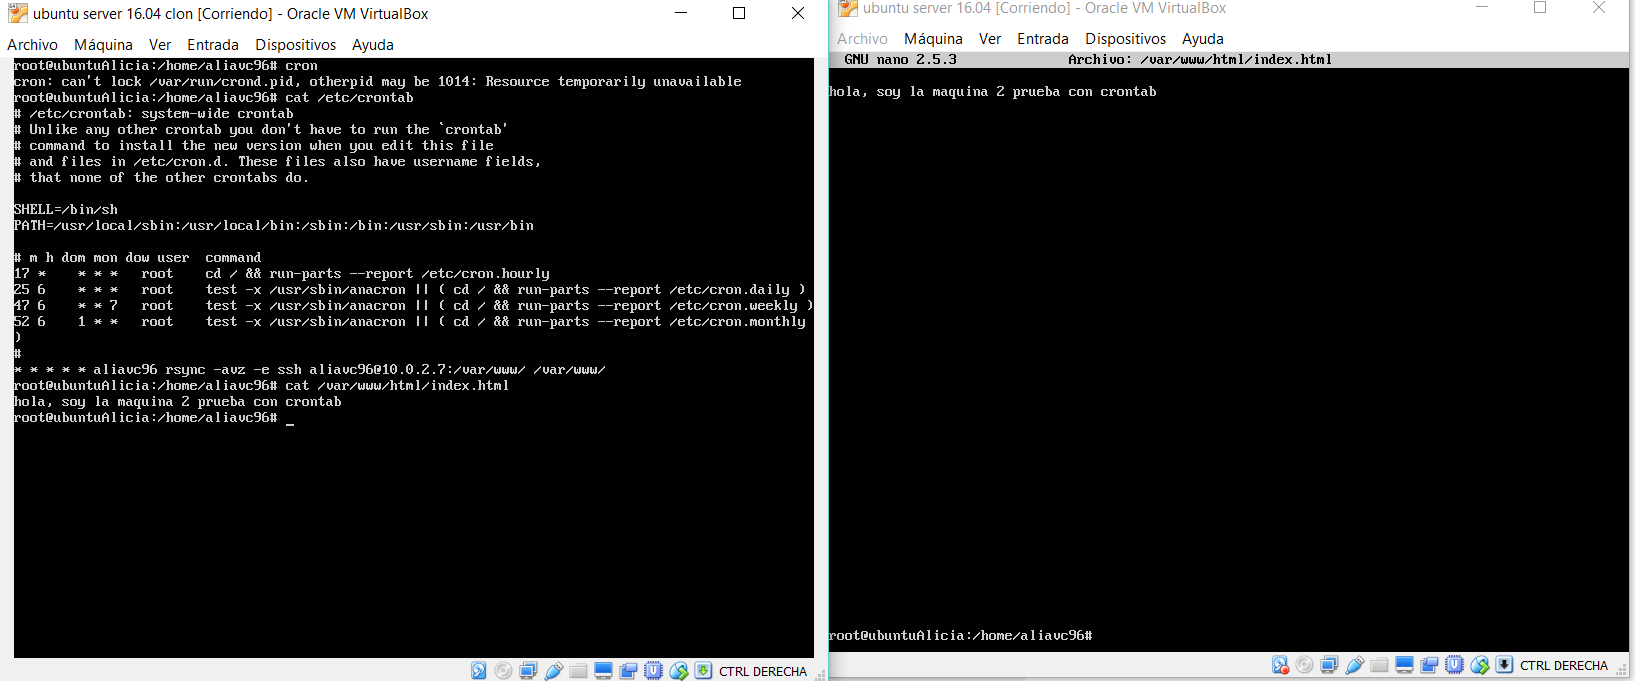 ubuntu server 16.04 clon [Corriendo] - Oracle VM VirtualBox
Archivo Máquina Ver Entrada Dispositivos Ayuda
root@ubuntuAlicia:/home/aliavc96# cron
cron: can't lock /var/run/crond.pid, otherpid may be 1014: Resource temporarily unavailable
root@ubuntuAlicia:/home/aliavc96# cat /etc/crontab
# /etc/crontab: system-wide crontab
# Unlike any other crontab you don't have to run the `crontab'
# command to install the new version when you edit this file
# and files in /etc/cron.d. These files also have username fields,
# that none of the other crontabs do.
SHELL=/bin/sh
PATH=/usr/local/sbin:/usr/local/bin:/sbin:/bin:/usr/sbin:/usr/bin
# m h dom mon dow user  command
17 *    * * *   root    cd / && run-parts --report /etc/cron.hourly
25 6    * * *   root    test -x /usr/sbin/anacron || ( cd / && run-parts --report /etc/cron.daily )
47 6    * * 7   root    test -x /usr/sbin/anacron || ( cd / && run-parts --report /etc/cron.weekly )
52 6    1 * *   root    test -x /usr/sbin/anacron || ( cd / && run-parts --report /etc/cron.monthly
)
#
* * * * * aliavc96 rsync -avz -e ssh aliavc96@10.0.2.7:/var/www/ /var/www/
root@ubuntuAlicia:/home/aliavc96# cat /var/www/html/index.html
hola, soy la maquina 2 prueba con crontab
root@ubuntuAlicia:/home/aliavc96# _
CTRL DERECHA
ubuntu server 16.04 [Corriendo] - Oracle VM VirtualBox
Archivo Máquina Ver Entrada Dispositivos Ayuda
GNU nano 2.5.3 Archivo: /var/www/html/index.html
hola, soy la maquina 2 prueba con crontab
root@ubuntuAlicia:/home/aliavc96#
CTRL DERECHA